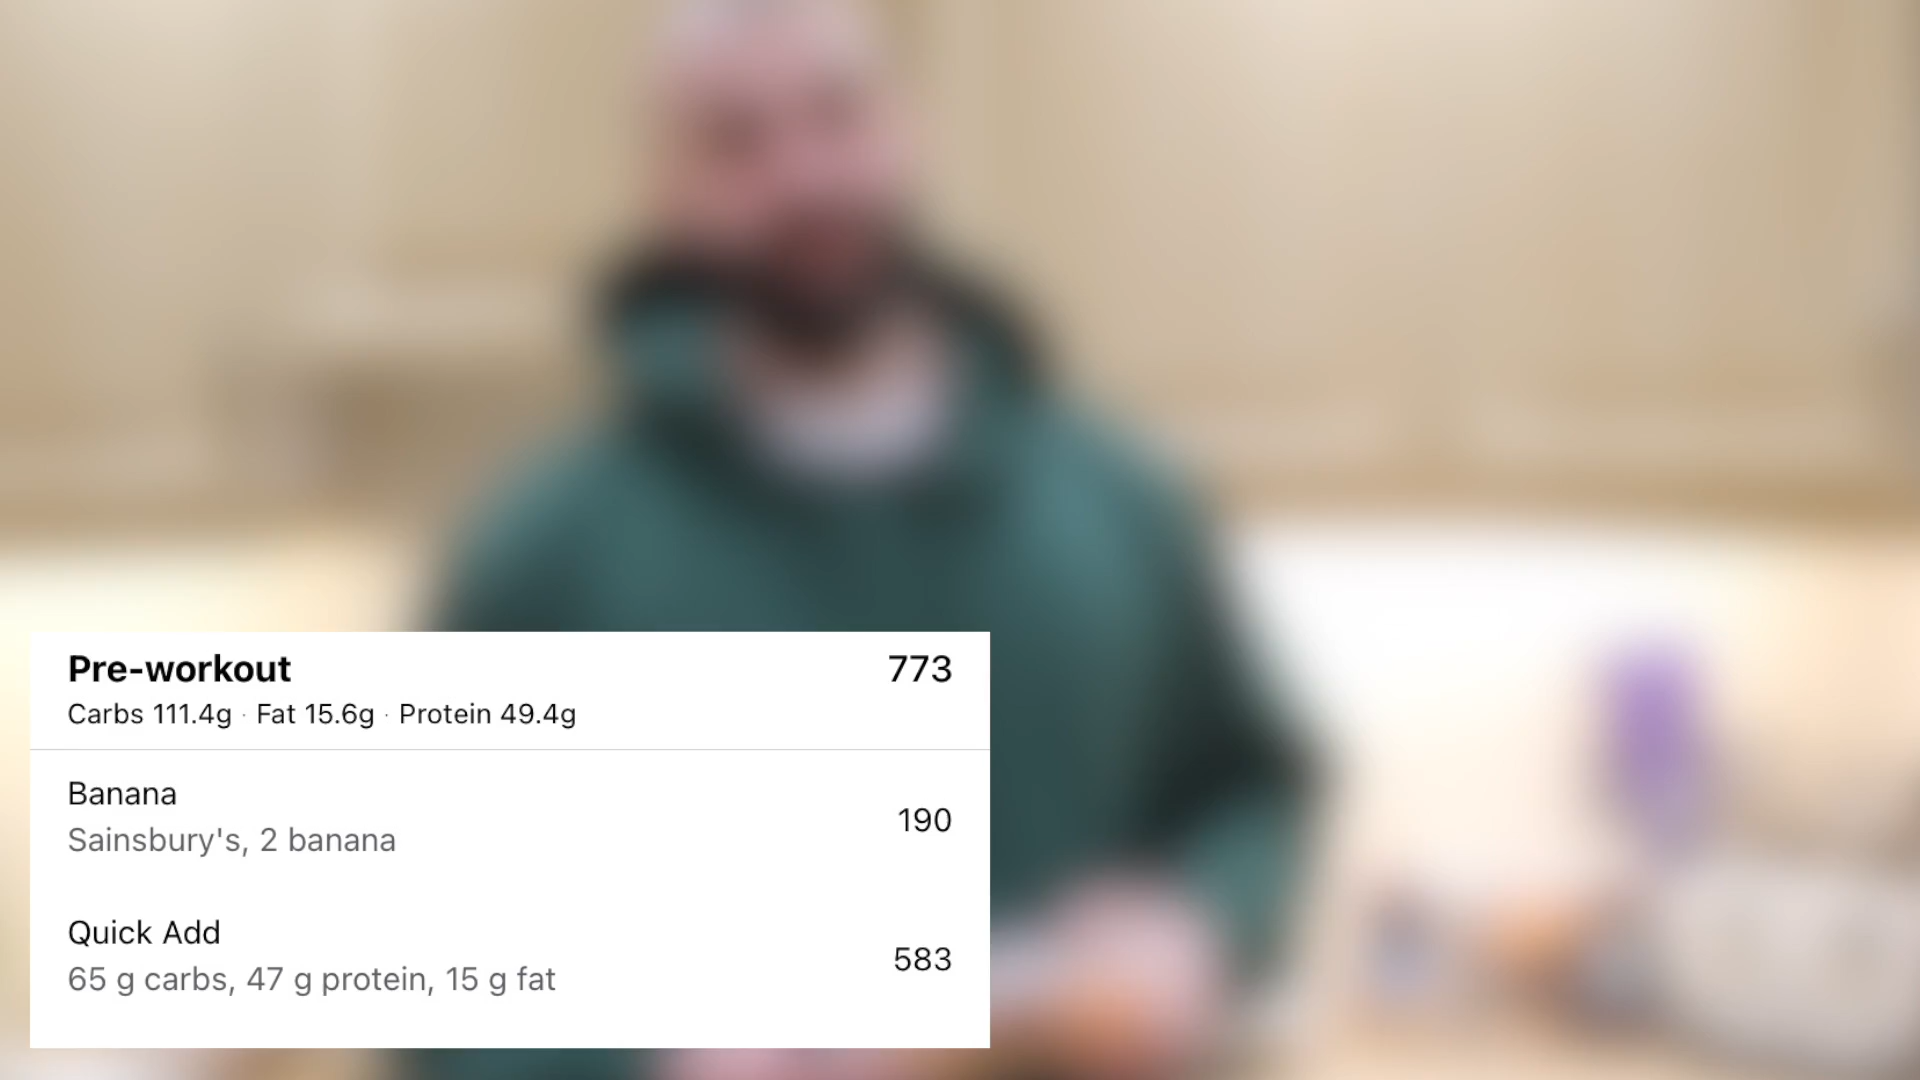 Pre-workout 773
Carbs 111.4g · Fat 15.6g · Protein 49.4g
Banana
190
Sainsbury's, 2 banana
Quick Add
583
65 g carbs, 47 g protein, 15 g fat